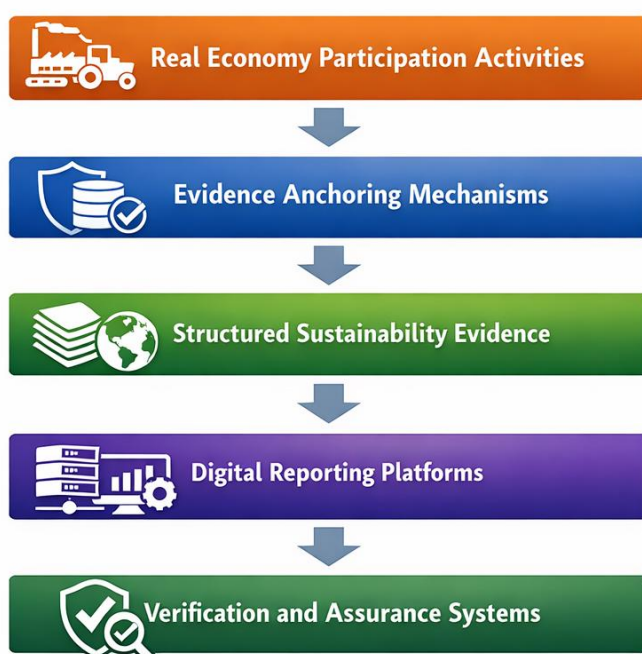 Real Economy Participation Activities
Evidence Anchoring Mechanisms
Structured Sustainability Evidence
Digital Reporting Platforms
Verification and Assurance Systems